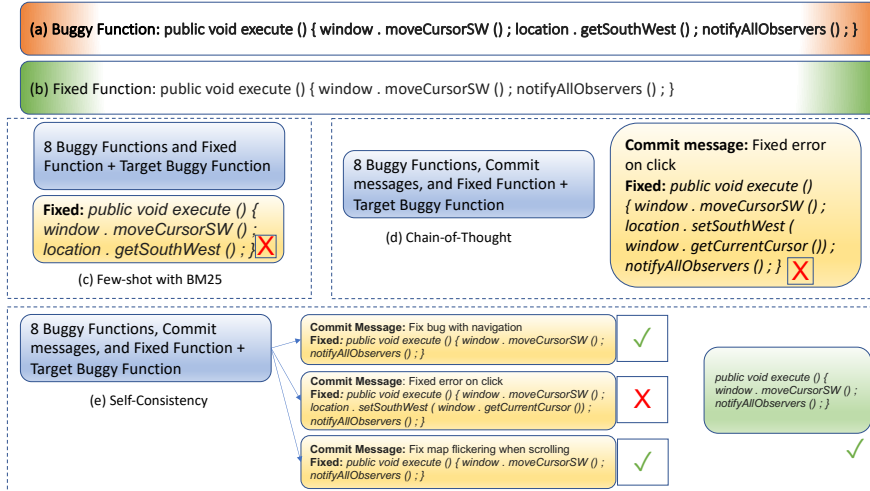 (a) Buggy Function: public void execute () { window . moveCursorSW () ; location . getSouthWest () ; notifyAllObservers () ; }
(b) Fixed Function: public void execute () { window . moveCursorSW () ; notifyAllObservers () ; }
8 Buggy Functions and Fixed
Function + Target Buggy Function
Fixed: public void execute () {
window . moveCursorSW () ;
location . getSouthWest () ; }
X
(c) Few-shot with BM25
8 Buggy Functions, Commit
messages, and Fixed Function +
Target Buggy Function
(d) Chain-of-Thought
Commit message: Fixed error
on click
Fixed: public void execute ()
{ window . moveCursorSW () ;
location . setSouthWest (
window . getCurrentCursor ()) ;
notifyAllObservers () ; }
X
8 Buggy Functions, Commit
messages, and Fixed Function +
Target Buggy Function
(e) Self-Consistency
Commit Message: Fix bug with navigation
Fixed: public void execute () { window . moveCursorSW () ;
notifyAllObservers () ; }
✓
Commit Message: Fixed error on click
Fixed: public void execute () { window . moveCursorSW () ;
location . setSouthWest ( window . getCurrentCursor ()) ;
notifyAllObservers () ; }
X
Commit Message: Fix map flickering when scrolling
Fixed: public void execute () { window . moveCursorSW () ;
notifyAllObservers () ; }
✓
public void execute () {
window . moveCursorSW () ;
notifyAllObservers () ; }
✓